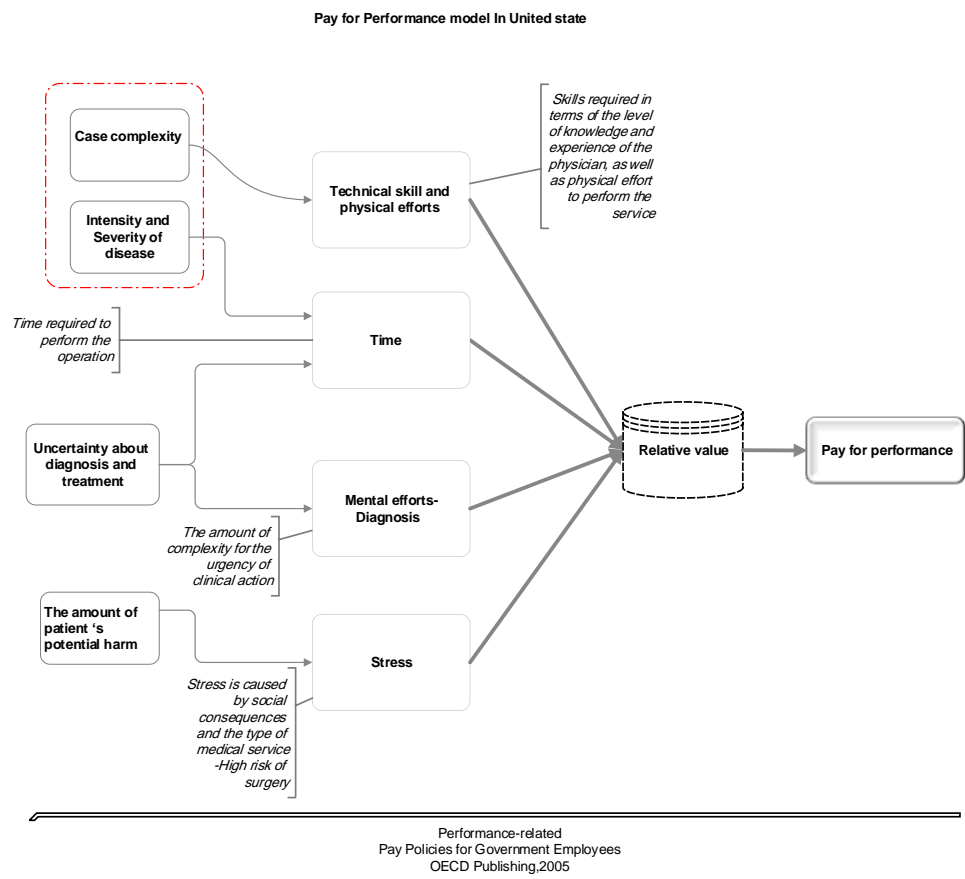 Pay for Performance model In United state
Case complexity
Intensity and
Severity of
disease
Technical skill and
physical efforts
Skills required in
terms of the level
of knowledge and
experience of the
physician, as well
as physical effort
to perform the
service
Time required to
perform the
operation
Time
Uncertainty about
diagnosis and
treatment
Mental efforts-
Diagnosis
The amount of
complexity for the
urgency of
clinical action
Relative value
Pay for performance
The amount of
patient ‘s
potential harm
Stress
Stress is caused
by social
consequences
and the type of
medical service
-High risk of
surgery
Performance-related
Pay Policies for Government Employees
OECD Publishing,2005